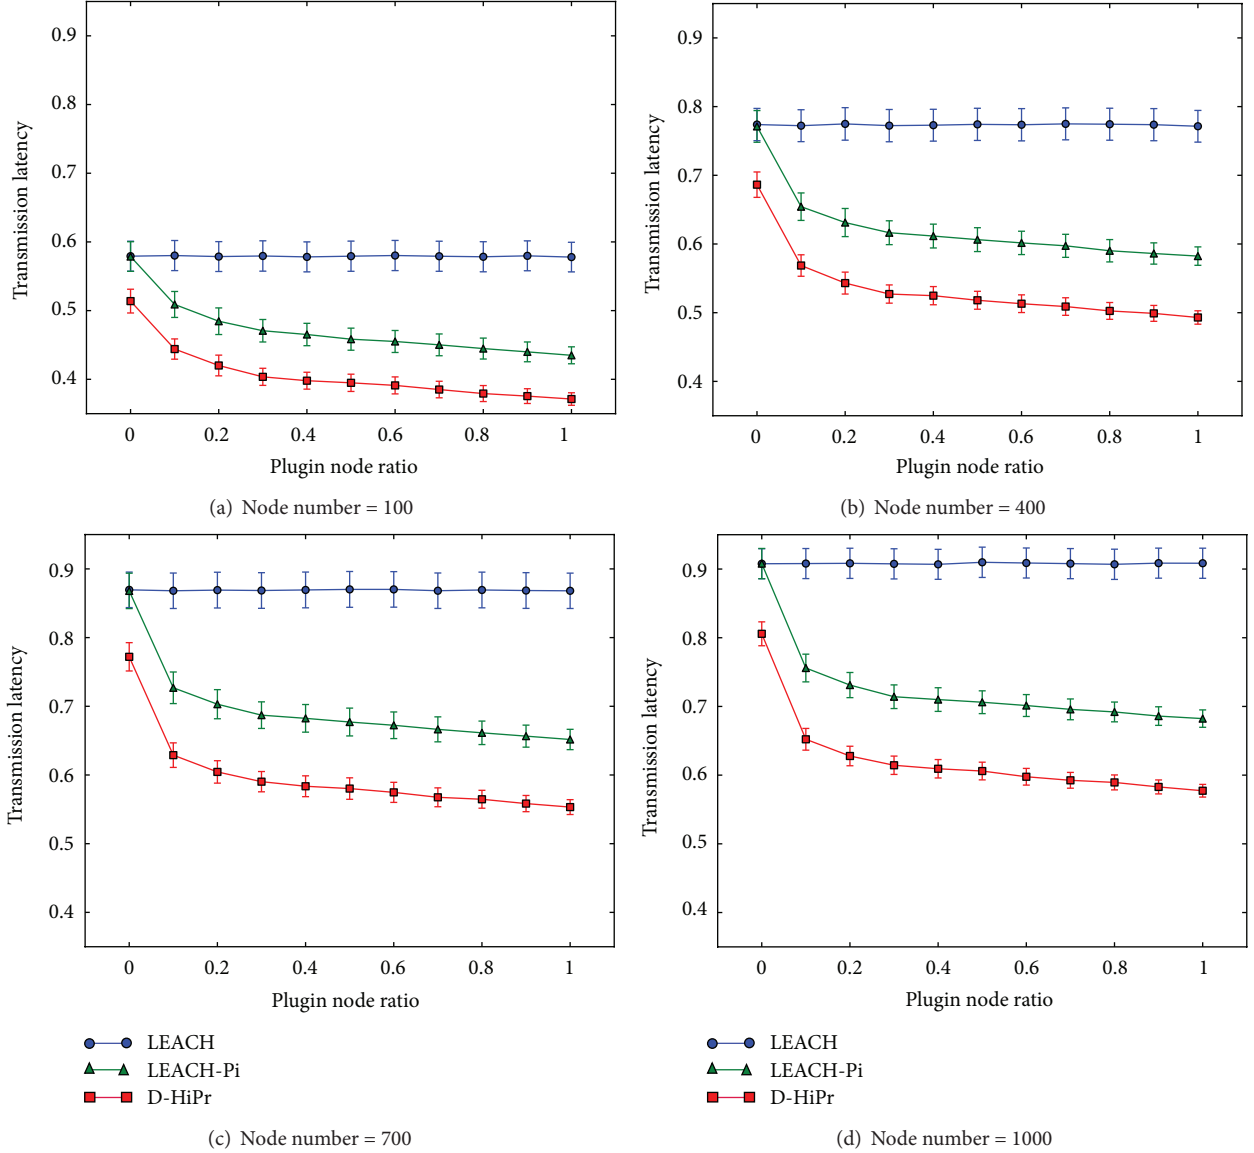 0.9
0.8
0.7
0.6
0.5
0.4
Transmission latency
0 0.2 0.4 0.6 0.8 1
Plugin node ratio
(a) Node number = 100
0.9
0.8
0.7
0.6
0.5
0.4
Transmission latency
0 0.2 0.4 0.6 0.8 1
Plugin node ratio
(b) Node number = 400
0.9
0.8
0.7
0.6
0.5
0.4
Transmission latency
0 0.2 0.4 0.6 0.8 1
Plugin node ratio
LEACH
LEACH-Pi
D-HiPr
(c) Node number = 700
0.9
0.8
0.7
0.6
0.5
0.4
Transmission latency
0 0.2 0.4 0.6 0.8 1
Plugin node ratio
LEACH
LEACH-Pi
D-HiPr
(d) Node number = 1000